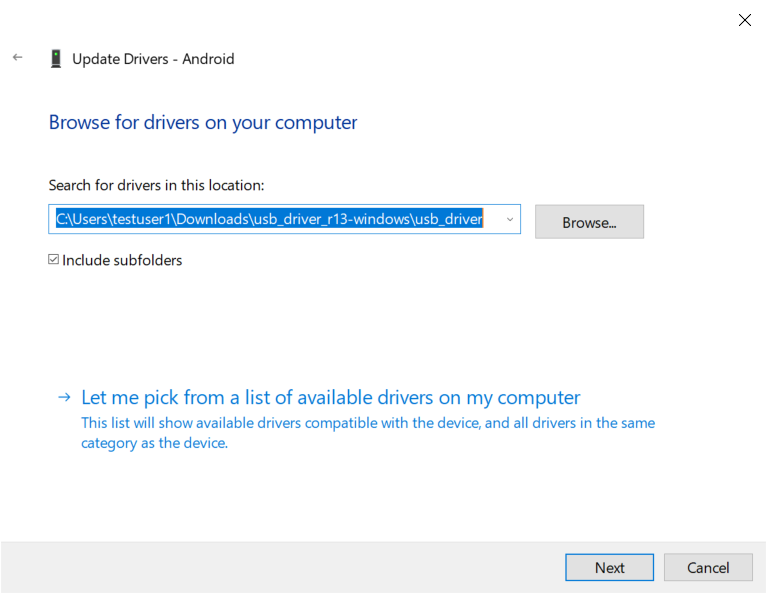 Update Drivers - Android
Browse for drivers on your computer
Search for drivers in this location:
C:\Users\testuser1\Downloads\usb_driver_r13-windows\usb_driver
Browse...
Include subfolders
Let me pick from a list of available drivers on my computer
This list will show available drivers compatible with the device, and all drivers in the same
category as the device.
Next
Cancel